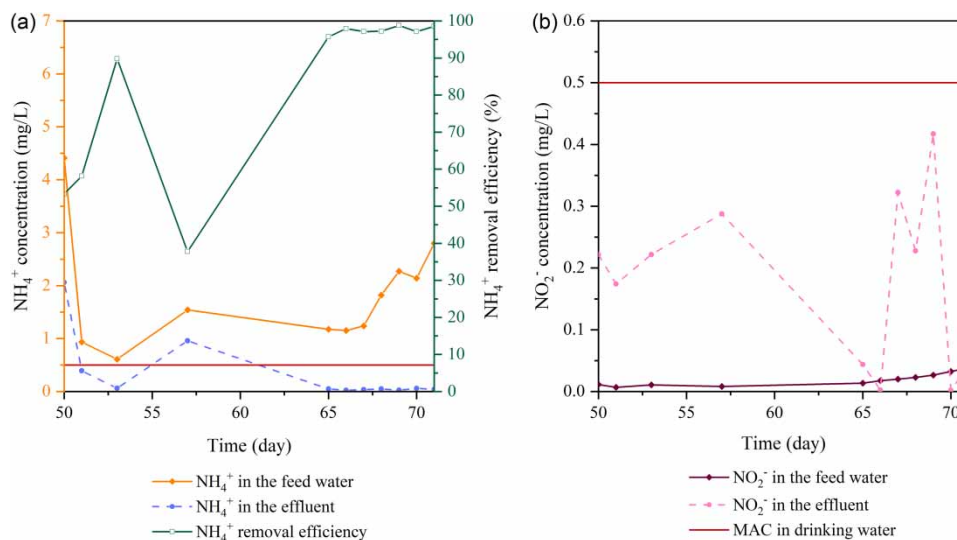 (a)
7
6
5
4
3
2
1
0
NH₄⁺ concentration (mg/L)
100
90
80
70
60
50
40
30
20
10
0
NH₄⁺ removal efficiency (%)
50 55 60 65 70
Time (day)
NH₄⁺ in the feed water
NH₄⁺ in the effluent
NH₄⁺ removal efficiency
(b)
0.6
0.5
0.4
0.3
0.2
0.1
0.0
NO₂⁻ concentration (mg/L)
50 55 60 65 70
Time (day)
NO₂⁻ in the feed water
NO₂⁻ in the effluent
MAC in drinking water